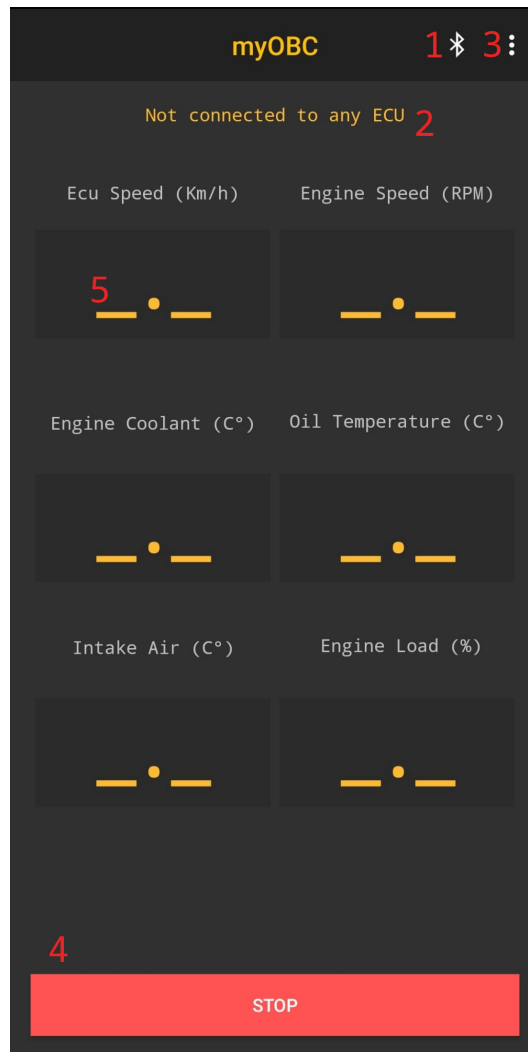 myOBC 1 3
Not connected to any ECU 2
Ecu Speed (Km/h) Engine Speed (RPM)
5
_._ _._
Engine Coolant (C°) Oil Temperature (C°)
_._ _._
Intake Air (C°) Engine Load (%)
_._ _._
4
STOP